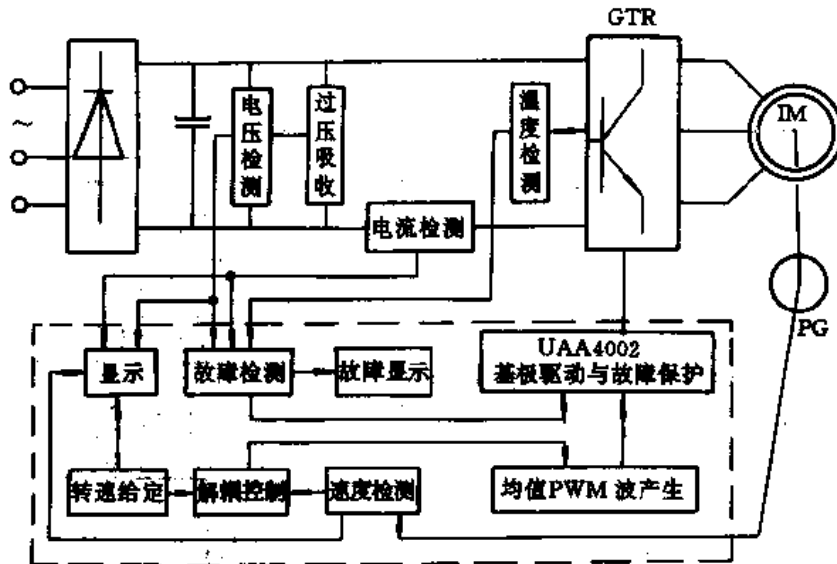 GTR
IM
~
电压检测
过压吸收
温度检测
电流检测
PG
显示
故障检测
故障显示
UAA4002
基极驱动与故障保护
转速给定
解耦控制
速度检测
均值PWM 波产生